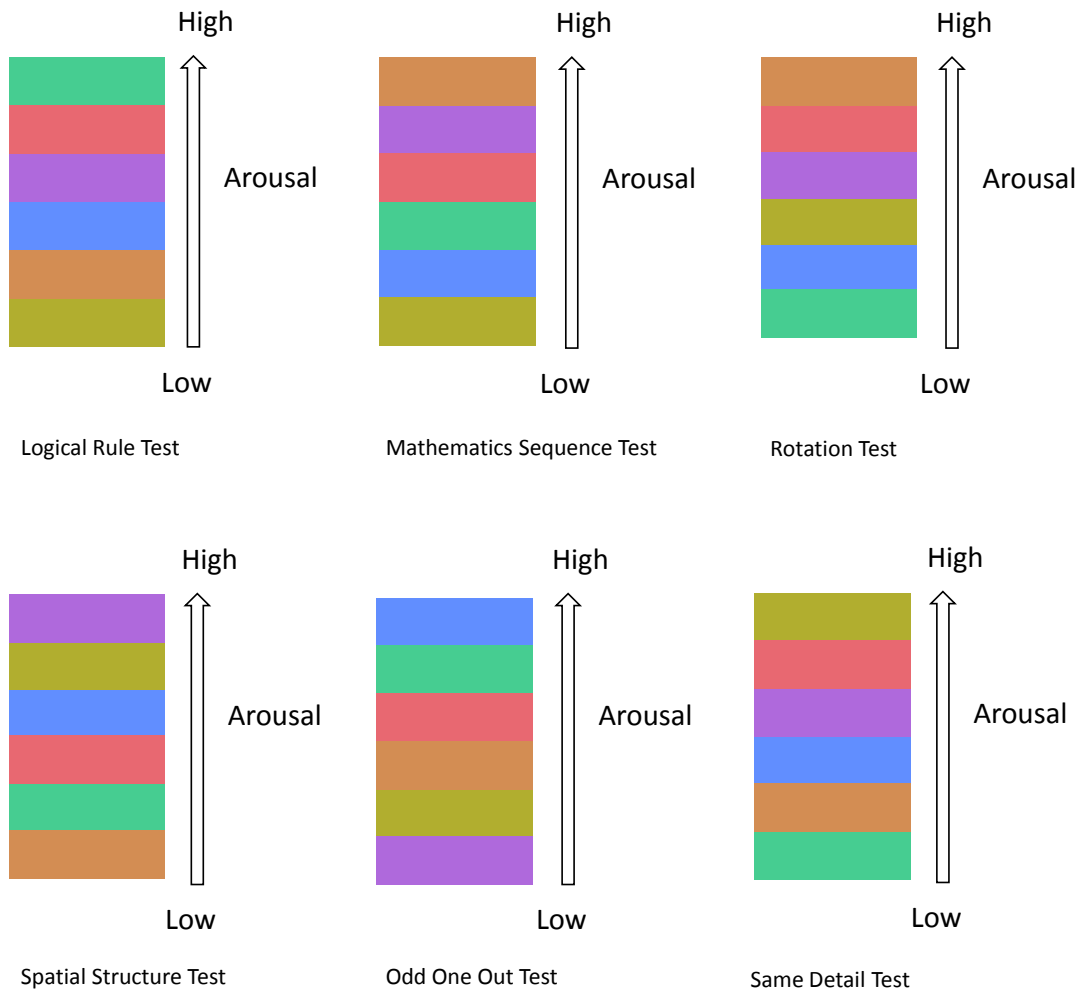 High
High
High
Arousal
Arousal
Arousal
Low
Low
Low
Logical Rule Test
Mathematics Sequence Test
Rotation Test
High
High
High
Arousal
Arousal
Arousal
Low
Low
Low
Spatial Structure Test
Odd One Out Test
Same Detail Test